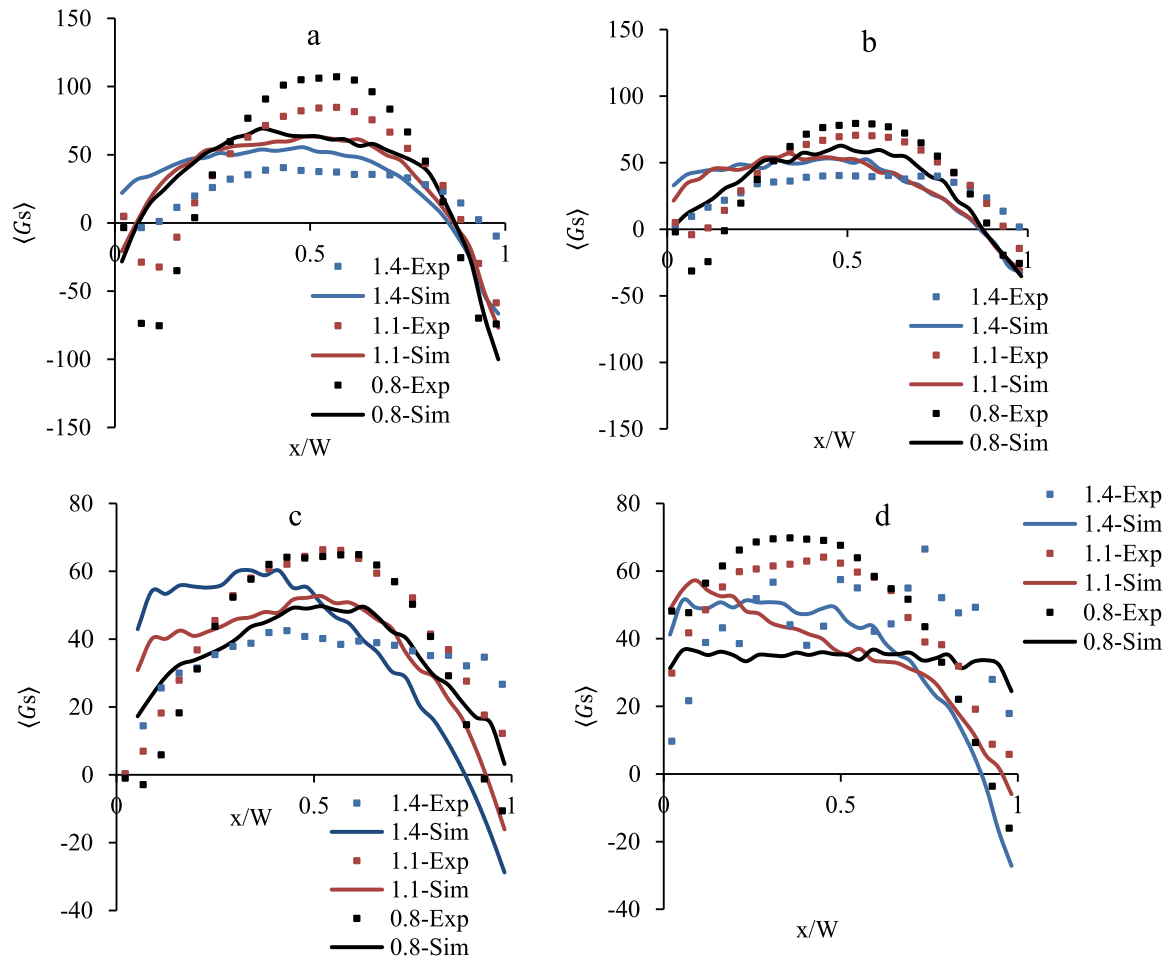 a
150
100
50
0
-50
-100
-150
0
0.5
1
⟨Gs⟩
x/W
1.4-Exp
1.4-Sim
1.1-Exp
1.1-Sim
0.8-Exp
0.8-Sim
b
150
100
50
0
-50
-100
-150
0
0.5
1
⟨Gs⟩
x/W
1.4-Exp
1.4-Sim
1.1-Exp
1.1-Sim
0.8-Exp
0.8-Sim
c
80
60
40
20
0
-20
-40
0
0.5
1
⟨Gs⟩
x/W
1.4-Exp
1.4-Sim
1.1-Exp
1.1-Sim
0.8-Exp
0.8-Sim
d
80
60
40
20
0
-20
-40
0
0.5
1
⟨Gs⟩
x/W
1.4-Exp
1.4-Sim
1.1-Exp
1.1-Sim
0.8-Exp
0.8-Sim